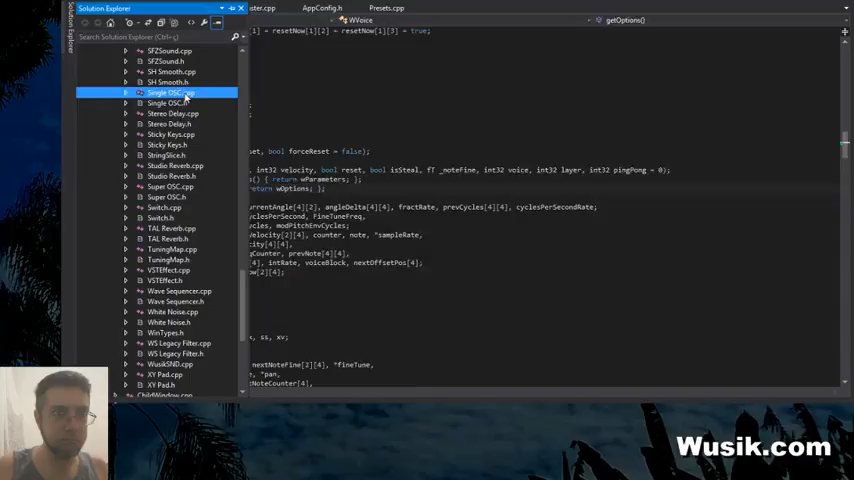 Solution Explorer
Solution Explorer
ter.cpp AppConfig.h Presets.cpp
WVoice
getOptions()
Search Solution Explorer (Ctrl+ç)
SFZSound.cpp
SFZSound.h
SH Smooth.cpp
SH Smooth.h
Single OSC.cpp
Single OSC.h
Stereo Delay.cpp
Stereo Delay.h
Sticky Keys.cpp
Sticky Keys.h
StringSlice.h
Studio Reverb.cpp
Studio Reverb.h
Super OSC.cpp
Super OSC.h
Switch.cpp
Switch.h
TAL Reverb.cpp
TAL Reverb.h
TuningMap.cpp
TuningMap.h
VSTEffect.cpp
VSTEffect.h
Wave Sequencer.cpp
Wave Sequencer.h
White Noise.cpp
White Noise.h
WinTypes.h
WS Legacy Filter.cpp
WS Legacy Filter.h
WusikSND.cpp
XY Pad.cpp
XY Pad.h
ChildWindow.cpp
[1] = resetNow[1][2] = resetNow[1][3] = true;
set, bool forceReset = false);
, int32 velocity, bool reset, bool isSteal, fT _noteFine, int32 voice, int32 layer, int32 pingPong = 0);
s() { return wParameters; };
return wOptions; };
urrentAngle[4][2], angleDelta[4][2], fractRate, prevCycles[4][4], cyclesPerSecondRate;
yclesPerSecond, FineTuneFreq,
ycles, modPitchEnvCycles;
Velocity[2][4], counter, note, *sampleRate,
city[4][4],
gCounter, prevNote[4][4],
[4], intRate, voiceBlock, nextOffsetPos[4];
ow[2][4];
, ss, xv;
nextNoteFine[2][4], *fineTune,
, *pan,
NoteCounter[4],
Wusik.com